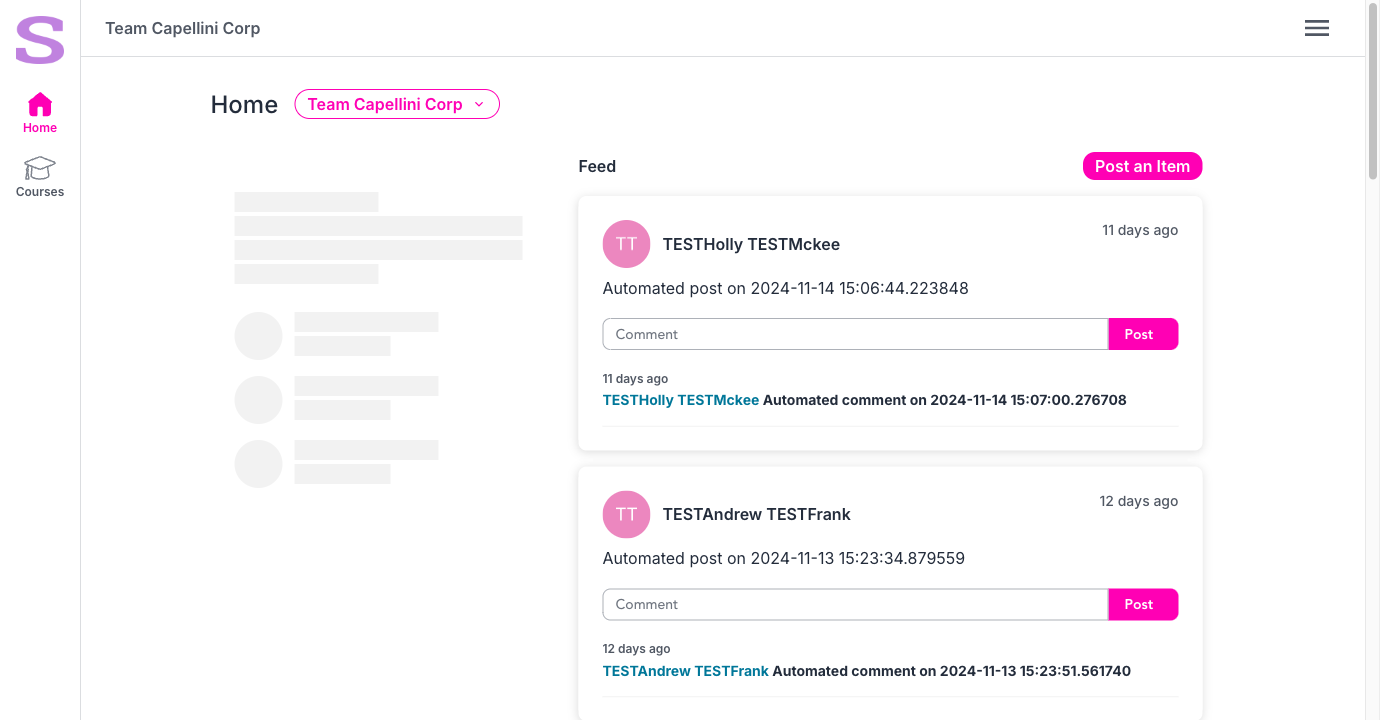 S
Team Capellini Corp
Home
Courses
Home
Team Capellini Corp
Feed
Post an Item
TT
TESTHolly TESTMckee
11 days ago
Automated post on 2024-11-14 15:06:44.223848
Comment
Post
11 days ago
TESTHolly TESTMckee Automated comment on 2024-11-14 15:07:00.276708
TT
TESTAndrew TESTFrank
12 days ago
Automated post on 2024-11-13 15:23:34.879559
Comment
Post
12 days ago
TESTAndrew TESTFrank Automated comment on 2024-11-13 15:23:51.561740